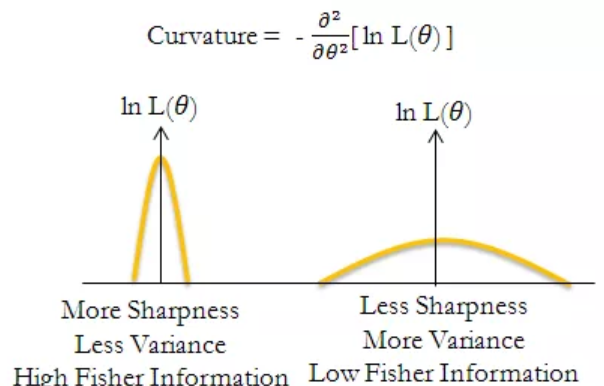 Curvature = - ∂²/∂θ² [ ln L(θ) ]
ln L(θ)
ln L(θ)
More Sharpness
Less Variance
High Fisher Information
Less Sharpness
More Variance
Low Fisher Information